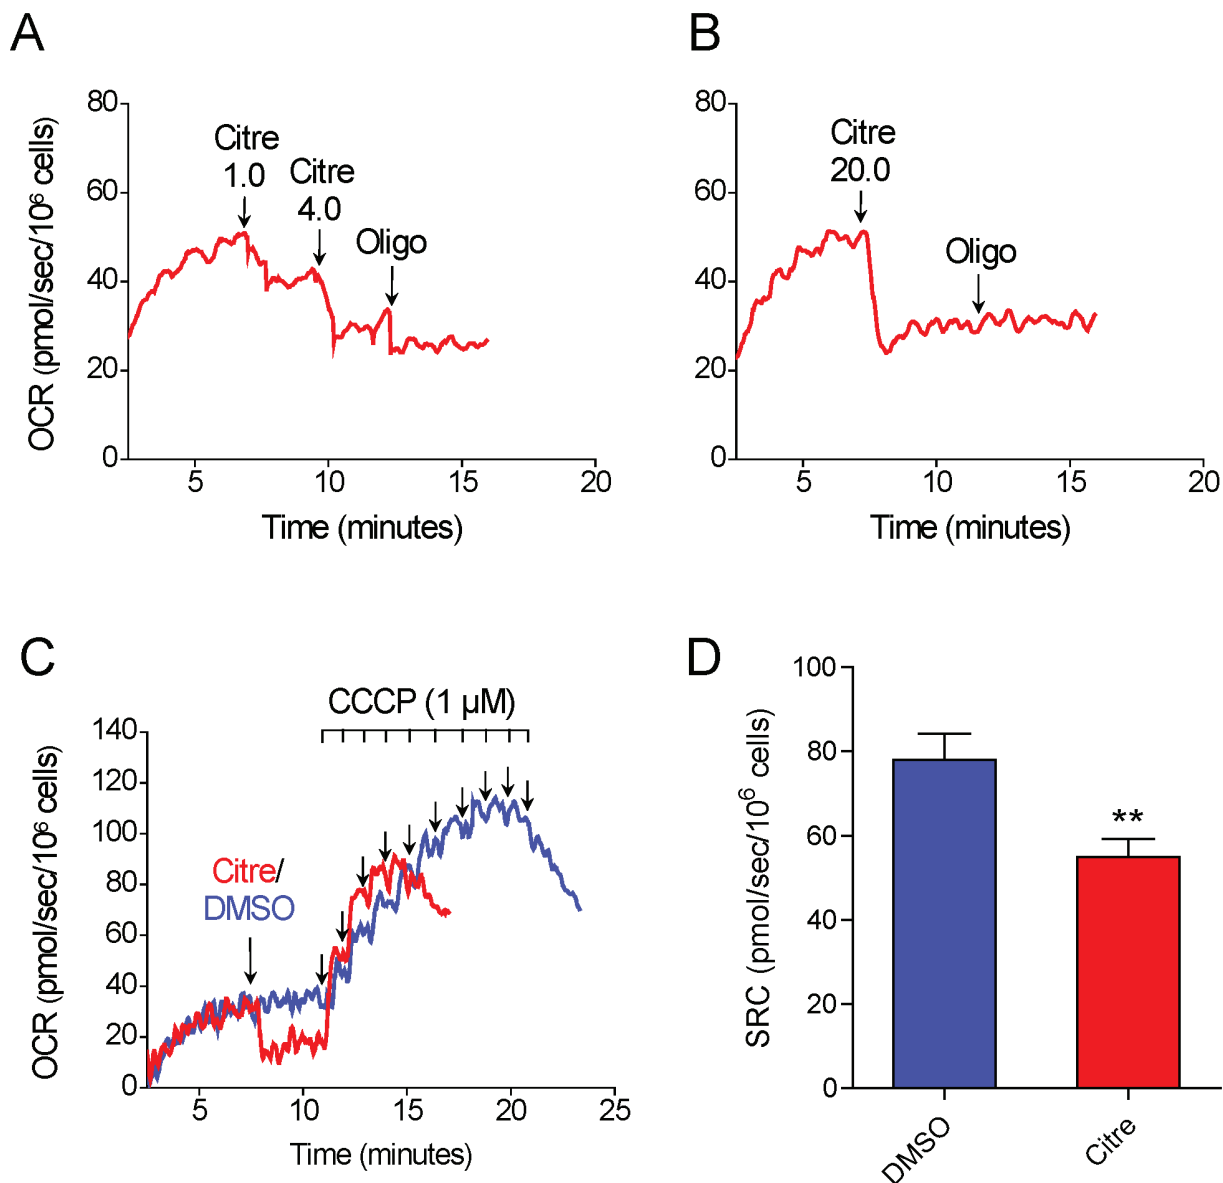 A
OCR (pmol/sec/10⁶ cells)
80
60
40
20
0
Citre
1.0
Citre
4.0
Oligo
5
10
15
20
Time (minutes)
B
80
60
40
20
0
Citre
20.0
Oligo
5
10
15
20
Time (minutes)
C
OCR (pmol/sec/10⁶ cells)
140
120
100
80
60
40
20
0
CCCP (1 µM)
Citre/
DMSO
5
10
15
20
25
Time (minutes)
D
SRC (pmol/sec/10⁶ cells)
100
80
60
40
20
0
**
DMSO
Citre